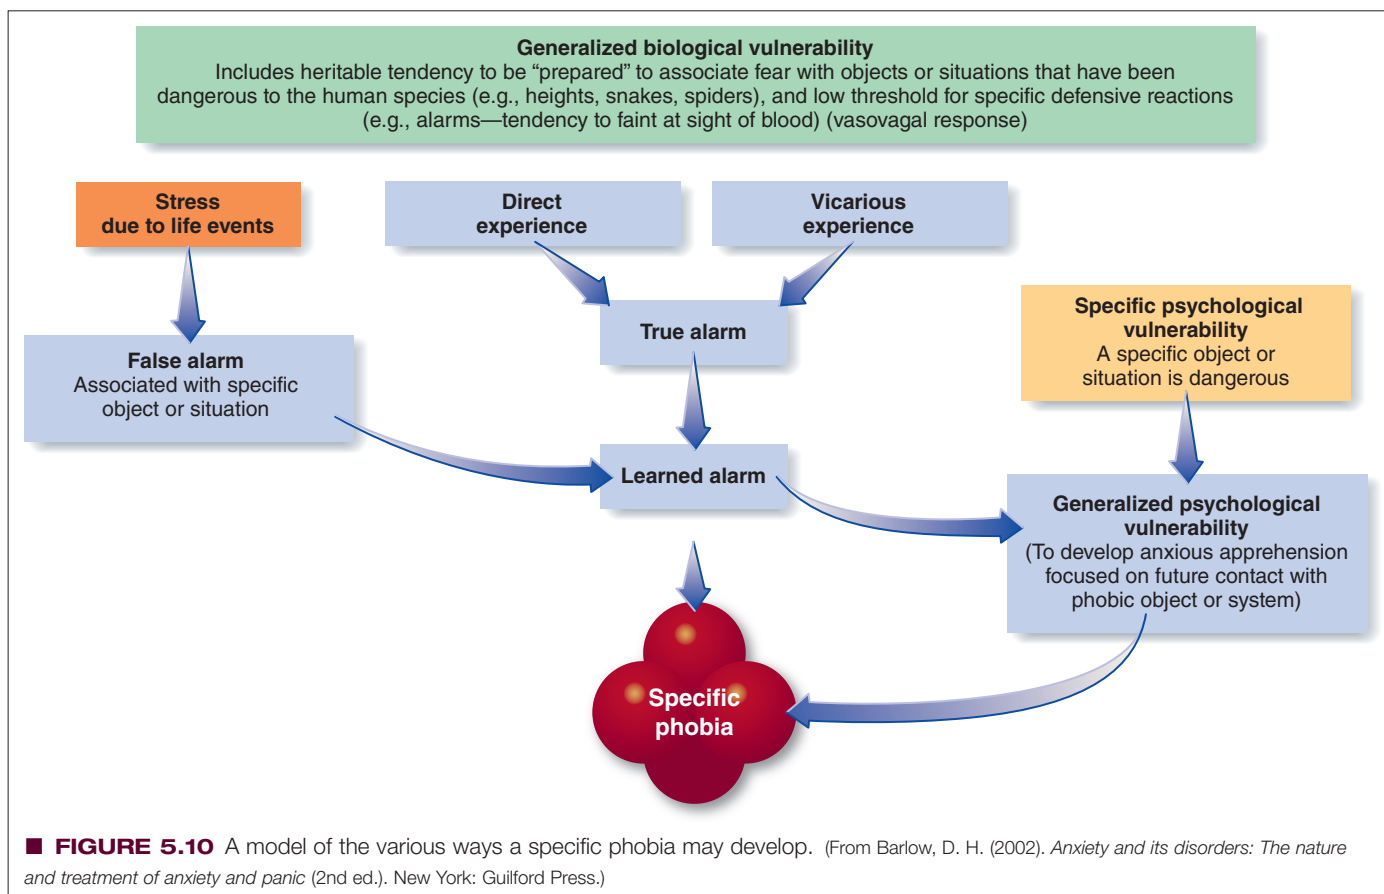 Generalized biological vulnerability
Includes heritable tendency to be “prepared” to associate fear with objects or situations that have been
dangerous to the human species (e.g., heights, snakes, spiders), and low threshold for specific defensive reactions
(e.g., alarms—tendency to faint at sight of blood) (vasovagal response)
Stress
due to life events
Direct
experience
Vicarious
experience
True alarm
Specific psychological
vulnerability
A specific object or
situation is dangerous
False alarm
Associated with specific
object or situation
Learned alarm
Generalized psychological
vulnerability
(To develop anxious apprehension
focused on future contact with
phobic object or system)
Specific
phobia
■ FIGURE 5.10 A model of the various ways a specific phobia may develop. (From Barlow, D. H. (2002). Anxiety and its disorders: The nature
and treatment of anxiety and panic (2nd ed.). New York: Guilford Press.)